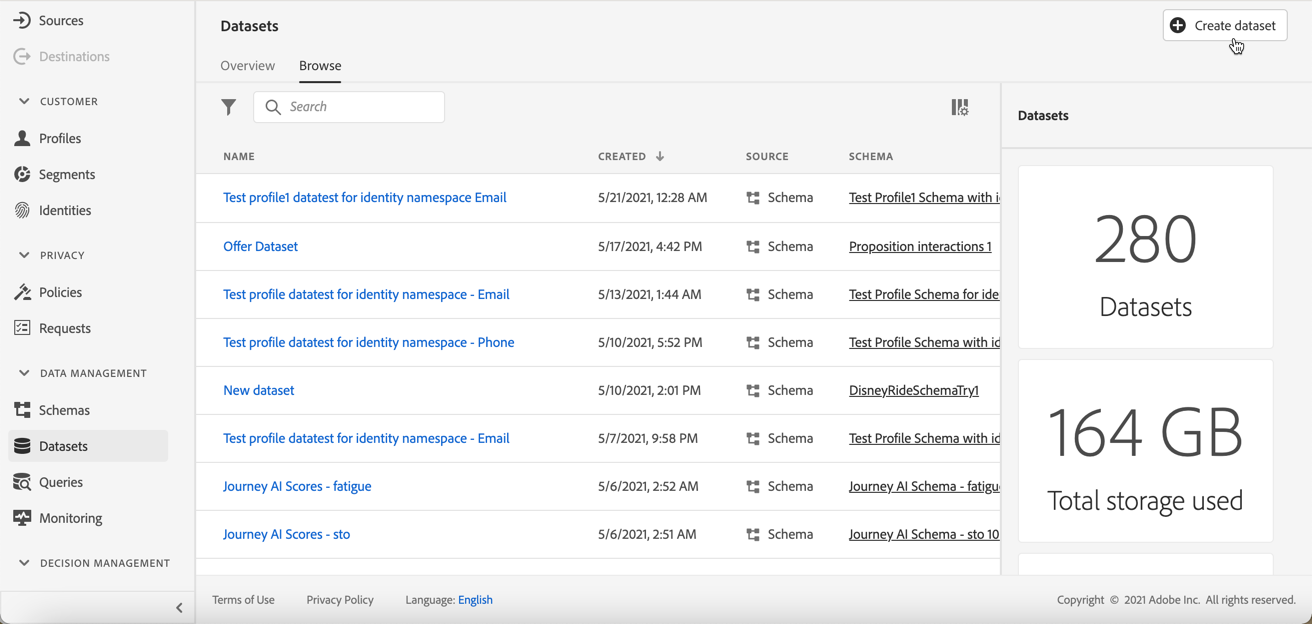 Sources
Destinations
CUSTOMER
Profiles
Segments
Identities
PRIVACY
Policies
Requests
DATA MANAGEMENT
Schemas
Datasets
Queries
Monitoring
DECISION MANAGEMENT
Datasets
Create dataset
Overview Browse
Search
NAME CREATED SOURCE SCHEMA
Test profile1 datatest for identity namespace Email 5/21/2021, 12:28 AM Schema Test Profile1 Schema with i
Offer Dataset 5/17/2021, 4:42 PM Schema Proposition interactions 1
Test profile datatest for identity namespace - Email 5/13/2021, 1:44 AM Schema Test Profile Schema for ide
Test profile datatest for identity namespace - Phone 5/10/2021, 5:52 PM Schema Test Profile Schema with id
New dataset 5/10/2021, 2:01 PM Schema DisneyRideSchemaTry1
Test profile datatest for identity namespace - Email 5/7/2021, 9:58 PM Schema Test Profile Schema with id
Journey AI Scores - fatigue 5/6/2021, 2:52 AM Schema Journey AI Schema - fatigu
Journey AI Scores - sto 5/6/2021, 2:51 AM Schema Journey AI Schema - sto 10
Datasets
280
Datasets
164 GB
Total storage used
Terms of Use Privacy Policy Language: English Copyright © 2021 Adobe Inc. All rights reserved.